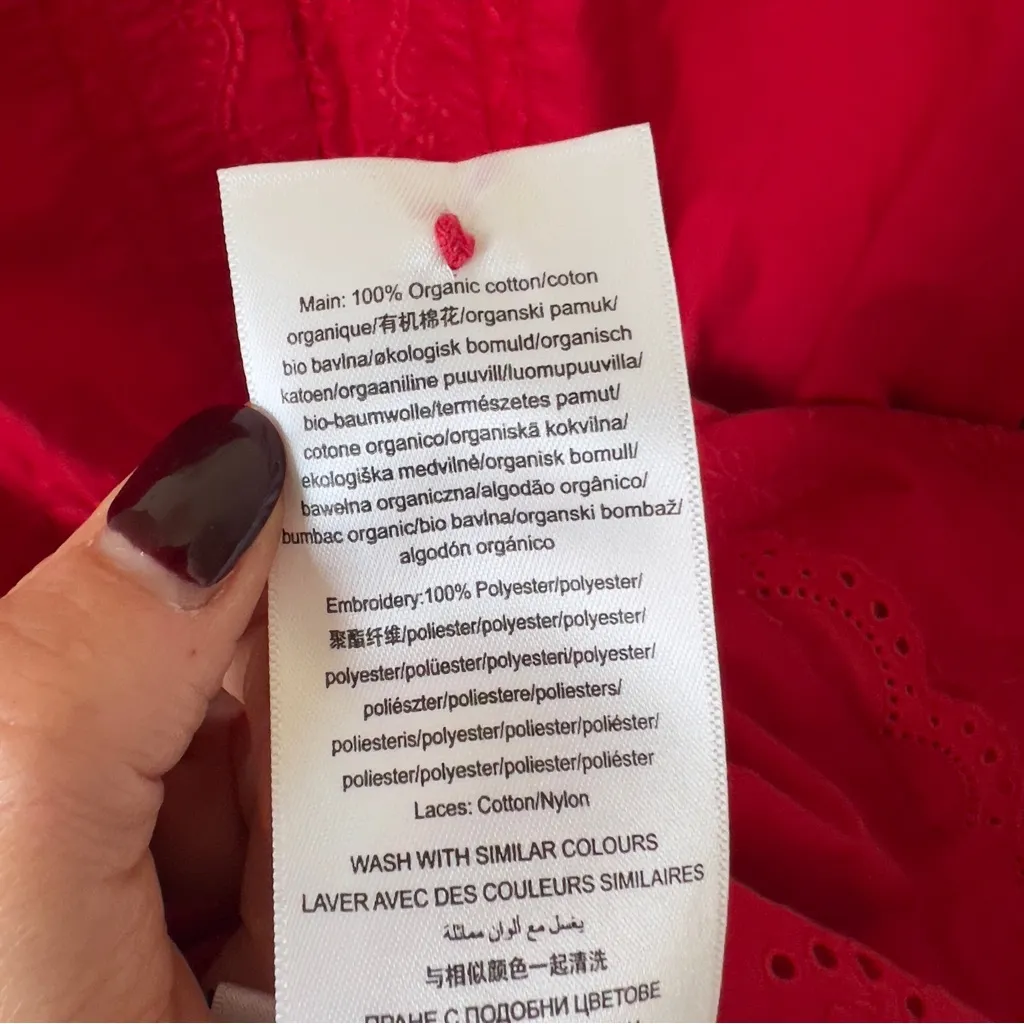 Main: 100% Organic cotton/coton
organique/有机棉花/organski pamuk/
bio bavlna/økologisk bomuld/organisch
katoen/orgaaniline puuvill/luomupuuvilla/
bio-baumwolle/természetes pamut/
cotone organico/organiskā kokvilna/
ekologiška medvilnė/organisk bomull/
bawełna organiczna/algodão orgânico/
bumbac organic/bio bavlna/organski bombaž/
algodón orgánico
Embroidery:100% Polyester/polyester/
聚酯纤维/poliester/polyester/polyester/
polyester/polüester/polyesteri/polyester/
poliészter/poliestere/poliesters/
poliesteris/polyester/poliester/poliéster/
poliester/polyester/poliester/poliéster
Laces: Cotton/Nylon
WASH WITH SIMILAR COLOURS
LAVER AVEC DES COULEURS SIMILAIRES
يغسل مع ألوان مماثلة
与相似颜色一起清洗
ПРАНЕ С ПОДОБНИ ЦВЕТОВЕ